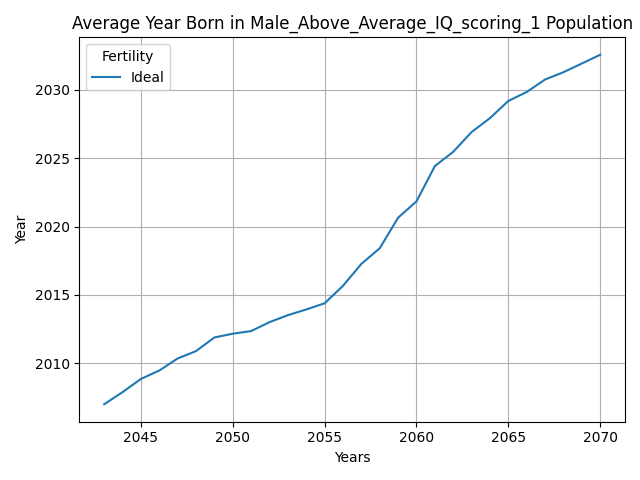 Average Year Born in Male_Above_Average_IQ_scoring_1 Population
Fertility
Ideal
Year
2030
2025
2020
2015
2010
2045 2050 2055 2060 2065 2070
Years